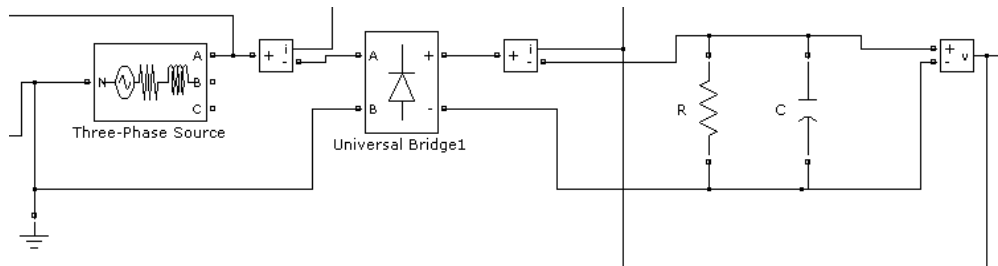 A
N
B
C
Three-Phase Source
+
-
i
A
B
+
-
Universal Bridge1
+
-
i
R
C
+
-
v